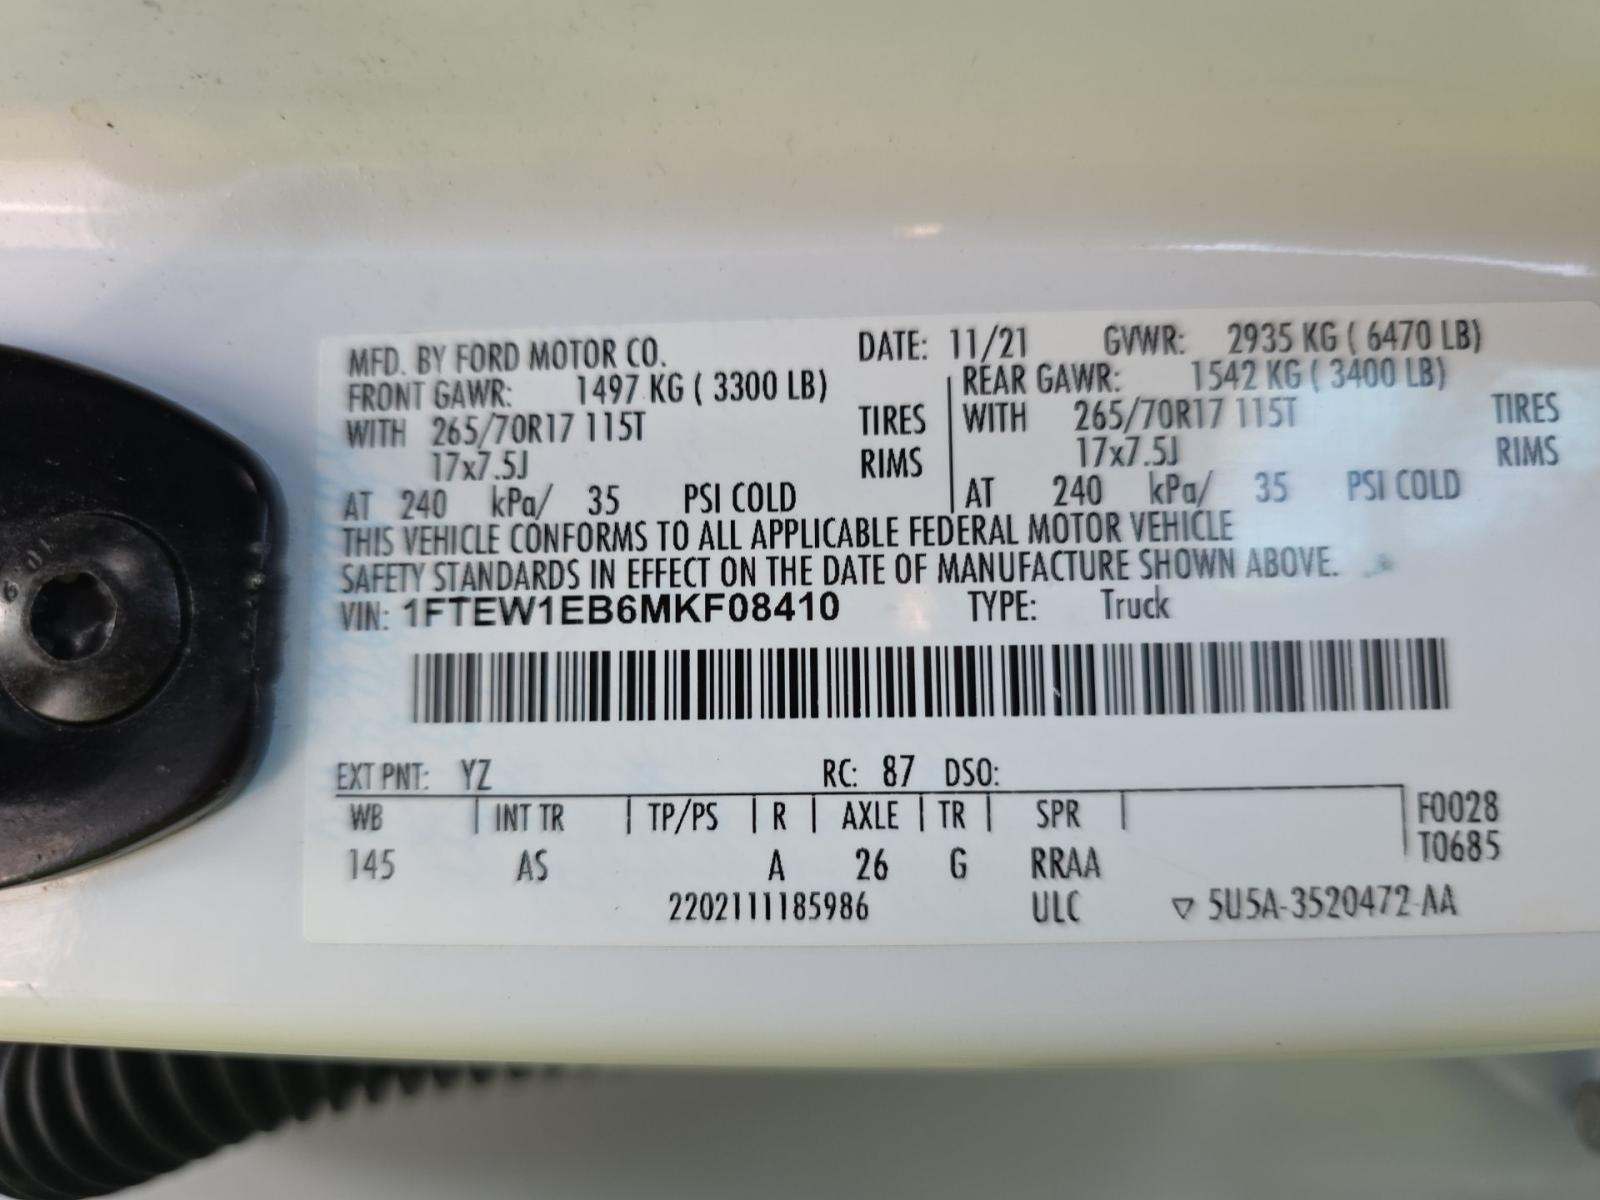 MFD. BY FORD MOTOR CO. DATE: 11/21 GVWR: 2935 KG ( 6470 LB)
FRONT GAWR: 1497 KG ( 3300 LB) REAR GAWR: 1542 KG ( 3400 LB)
WITH 265/70R17 115T TIRES WITH 265/70R17 115T TIRES
17x7.5J RIMS 17x7.5J RIMS
AT 240 kPa/ 35 PSI COLD AT 240 kPa/ 35 PSI COLD
THIS VEHICLE CONFORMS TO ALL APPLICABLE FEDERAL MOTOR VEHICLE
SAFETY STANDARDS IN EFFECT ON THE DATE OF MANUFACTURE SHOWN ABOVE.
VIN: 1FTEW1EB6MKF08410 TYPE: Truck
EXT PNT: YZ RC: 87 DSO:
WB INT TR TP/PS R AXLE TR SPR F0028
T0685
145 AS A 26 G RRAA
2202111185986 ULC ▽ 5U5A-3520472-AA